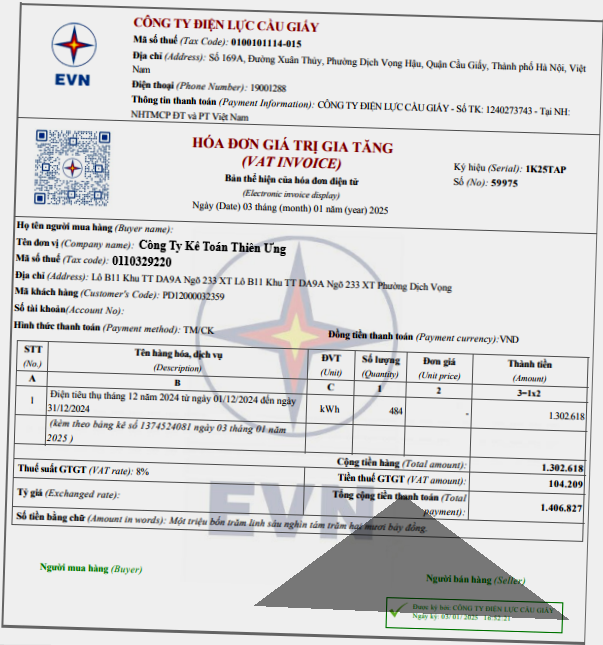 CÔNG TY ĐIỆN LỰC CẦU GIẤY
Mã số thuế (Tax Code): 0100101114-015
Địa chỉ (Address): Số 169A, Đường Xuân Thủy, Phường Dịch Vọng Hậu, Quận Cầu Giấy, Thành phố Hà Nội, Việt
Nam
EVN
Điện thoại (Phone Number): 19001288
Thông tin thanh toán (Payment Information): CÔNG TY ĐIỆN LỰC CẦU GIẤY - Số TK: 1240273743 - Tại NH:
NHTMCP ĐT và PT Việt Nam
HÓA ĐƠN GIÁ TRỊ GIA TĂNG
(VAT INVOICE)
Ký hiệu (Serial): 1K25TAP
Bản thể hiện của hóa đơn điện tử
Số (No): 59975
(Electronic invoice display)
Ngày (Date) 03 tháng (month) 01 năm (year) 2025
Họ tên người mua hàng (Buyer name):
Tên đơn vị (Company name): Công Ty Kế Toán Thiên Ưng
Mã số thuế (Tax code): 0110329220
Địa chỉ (Address): Lô B11 Khu TT DA9A Ngõ 233 XT Lô B11 Khu TT DA9A Ngõ 233 XT Phường Dịch Vọng
Mã khách hàng (Customer's Code): PD12000032359
Số tài khoản(Account No):
Hình thức thanh toán (Payment method): TM/CK Đồng tiền thanh toán (Payment currency):VND
STT Tên hàng hóa, dịch vụ ĐVT Số lượng Đơn giá Thành tiền
(No.) (Description) (Unit) (Quantity) (Unit price) (Amount)
A B C 1 2 3=1x2
1 Điện tiêu thụ tháng 12 năm 2024 từ ngày 01/12/2024 đến ngày
31/12/2024 kWh 484 - 1.302.618
(kèm theo bảng kê số 1374524081 ngày 03 tháng 01 năm
2025 )
Cộng tiền hàng (Total amount): 1.302.618
Thuế suất GTGT (VAT rate): 8% Tiền thuế GTGT (VAT amount): 104.209
Tỷ giá (Exchanged rate): Tổng cộng tiền thanh toán (Total
payment): 1.406.827
EVN
Số tiền bằng chữ (Amount in words): Một triệu bốn trăm linh sáu nghìn tám trăm hai mươi bảy đồng.
Người mua hàng (Buyer) Người bán hàng (Seller)
Được ký bởi: CÔNG TY ĐIỆN LỰC CẦU GIẤY
Ngày ký: 03/ 01/ 2025 16:52:21